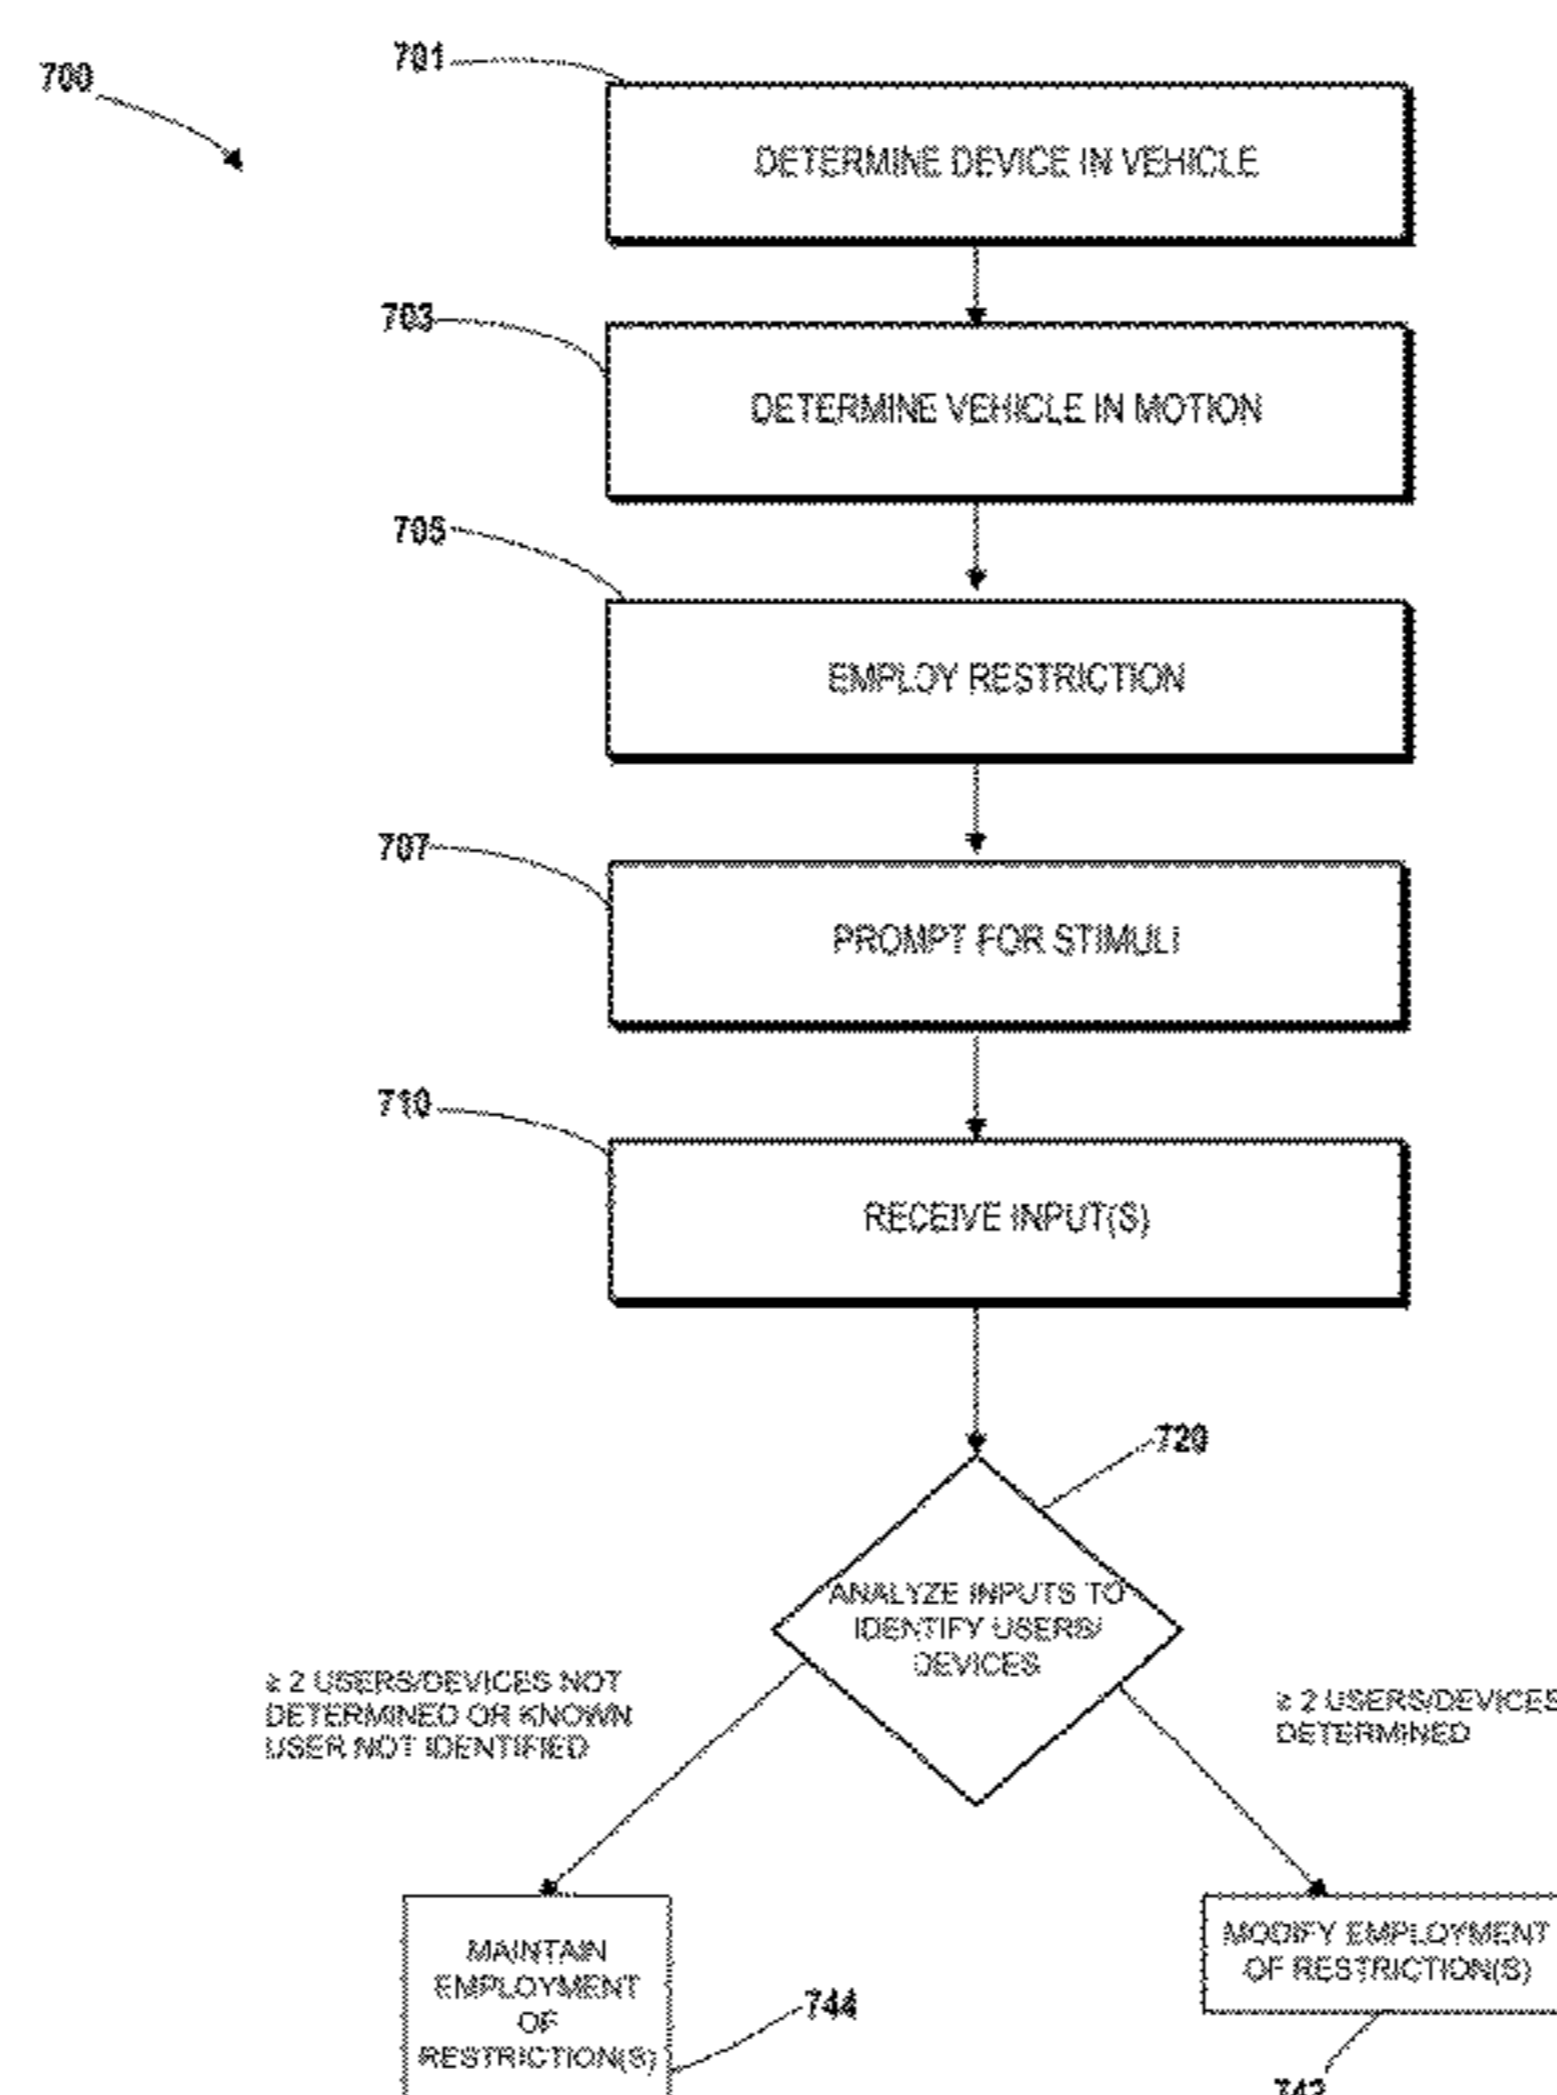 700
701
DETERMINE DEVICE IN VEHICLE
703
DETERMINE VEHICLE IN MOTION
705
EMPLOY RESTRICTION
707
PROMPT FOR STIMULI
710
RECEIVE INPUT(S)
720
ANALYZE INPUTS TO
IDENTIFY USERS/
DEVICES
≥ 2 USERS/DEVICES NOT
DETERMINED OR KNOWN
USER NOT IDENTIFIED
≥ 2 USERS/DEVICES
DETERMINED
MAINTAIN
EMPLOYMENT
OF
RESTRICTION(S)
744
MODIFY EMPLOYMENT
OF RESTRICTION(S)
742